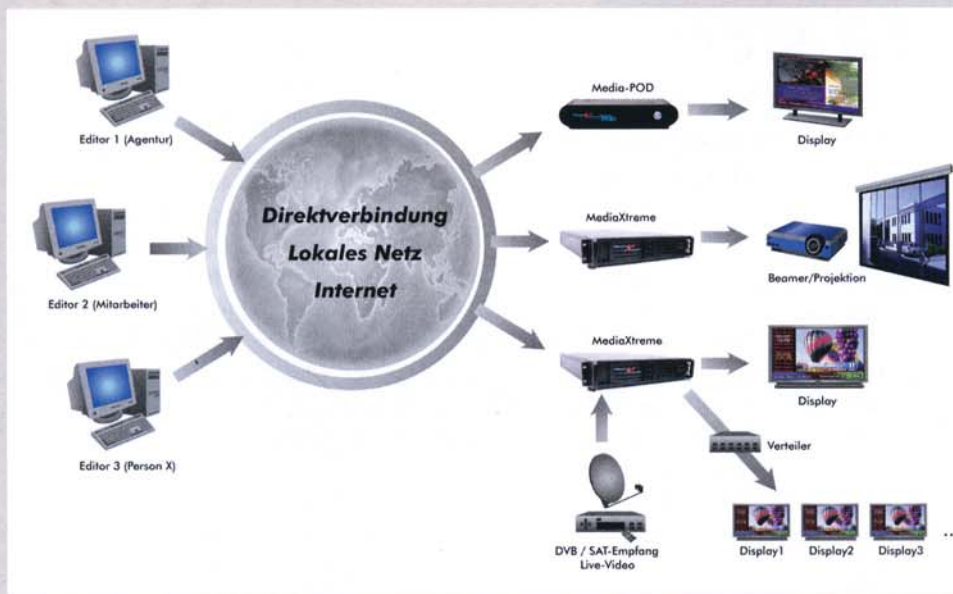 Editor 1 (Agentur)
Editor 2 (Mitarbeiter)
Editor 3 (Person X)
Direktverbindung
Lokales Netz
Internet
Media-POD
Display
MediaXtreme
Beamer/Projektion
MediaXtreme
Display
Verteiler
DVB / SAT-Empfang
Live-Video
Display1
Display2
Display3
...